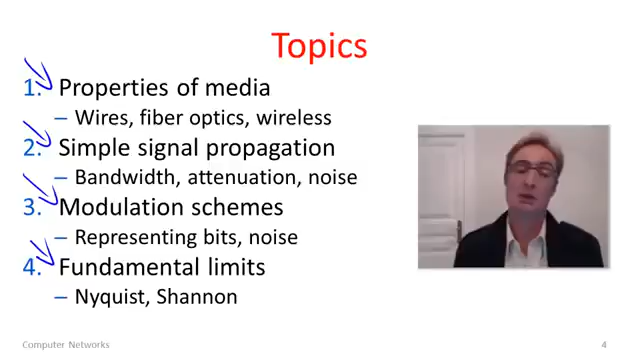 Topics
1. Properties of media
– Wires, fiber optics, wireless
2. Simple signal propagation
– Bandwidth, attenuation, noise
3. Modulation schemes
– Representing bits, noise
4. Fundamental limits
– Nyquist, Shannon
Computer Networks
4